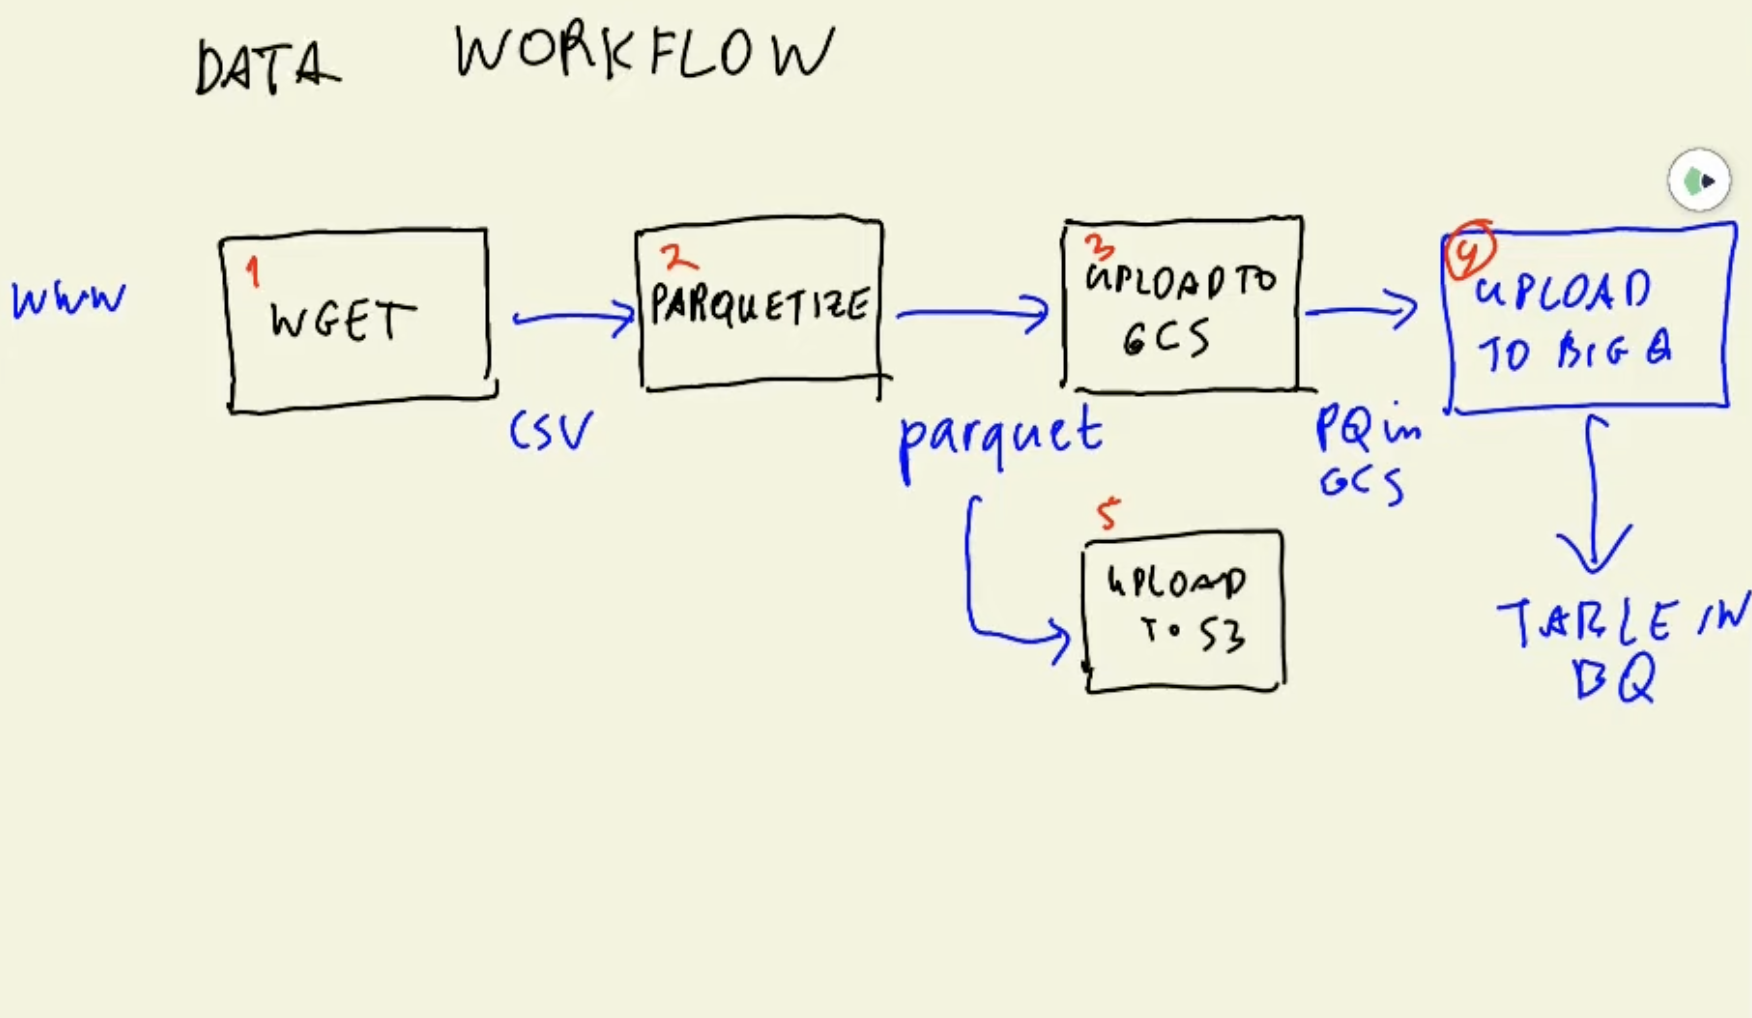 DATA WORKFLOW
WWW
1
WGET
CSV
2
PARQUETIZE
parquet
3
UPLOAD TO
GCS
PQ in
GCS
4
UPLOAD
TO BIG Q
TABLE IN
BQ
5
UPLOAD
TO S3